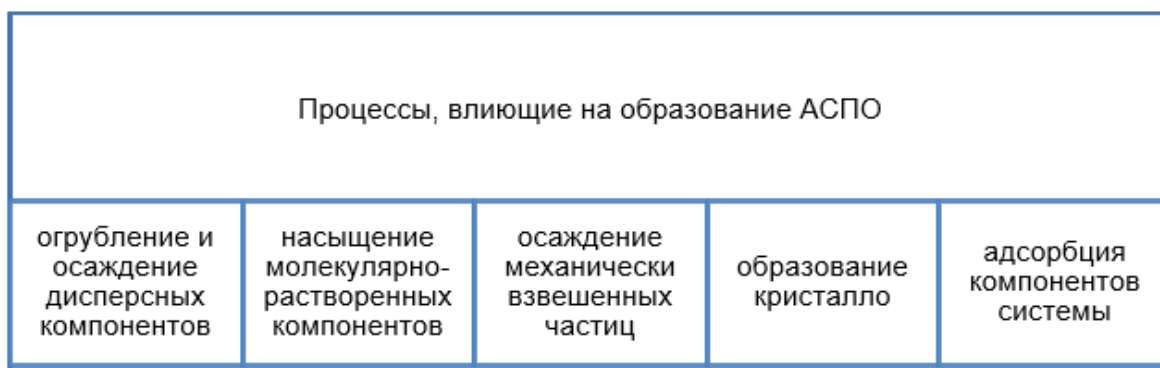 Процессы, влиющие на образование АСПО
огрубление и
осаждение
дисперсных
компонентов
насыщение
молекулярно-
растворенных
компонентов
осаждение
механически
взвешенных
частиц
образование
кристалло
адсорбция
компонентов
системы